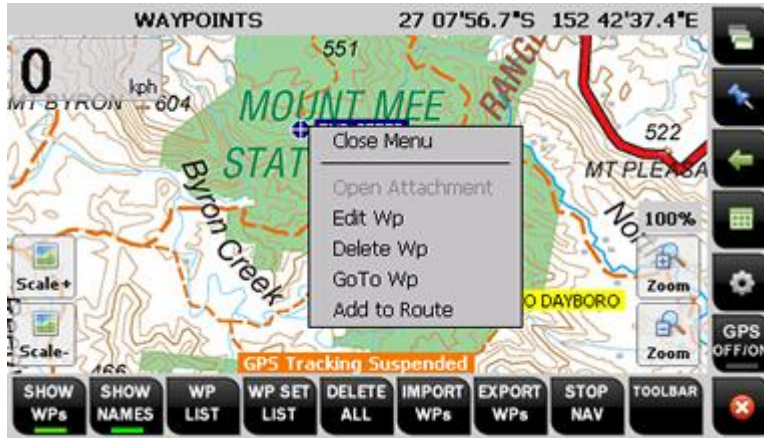 WAYPOINTS 27 07'56.7"S 152 42'37.4"E
0 kph
551
MT BYRON 604
MOUNT MEE
STAT
RANGE
522
MT PLEASA
Byron Creek
Close Menu
Open Attachment
Edit Wp
Delete Wp
GoTo Wp
Add to Route
100%
Scale+
Zoom
O DAYBORO
Scale-
Zoom
466
GPS Tracking Suspended
GPS
OFF/ON
SHOW WPs
SHOW NAMES
WP LIST
WP SET LIST
DELETE ALL
IMPORT WPs
EXPORT WPs
STOP NAV
TOOLBAR